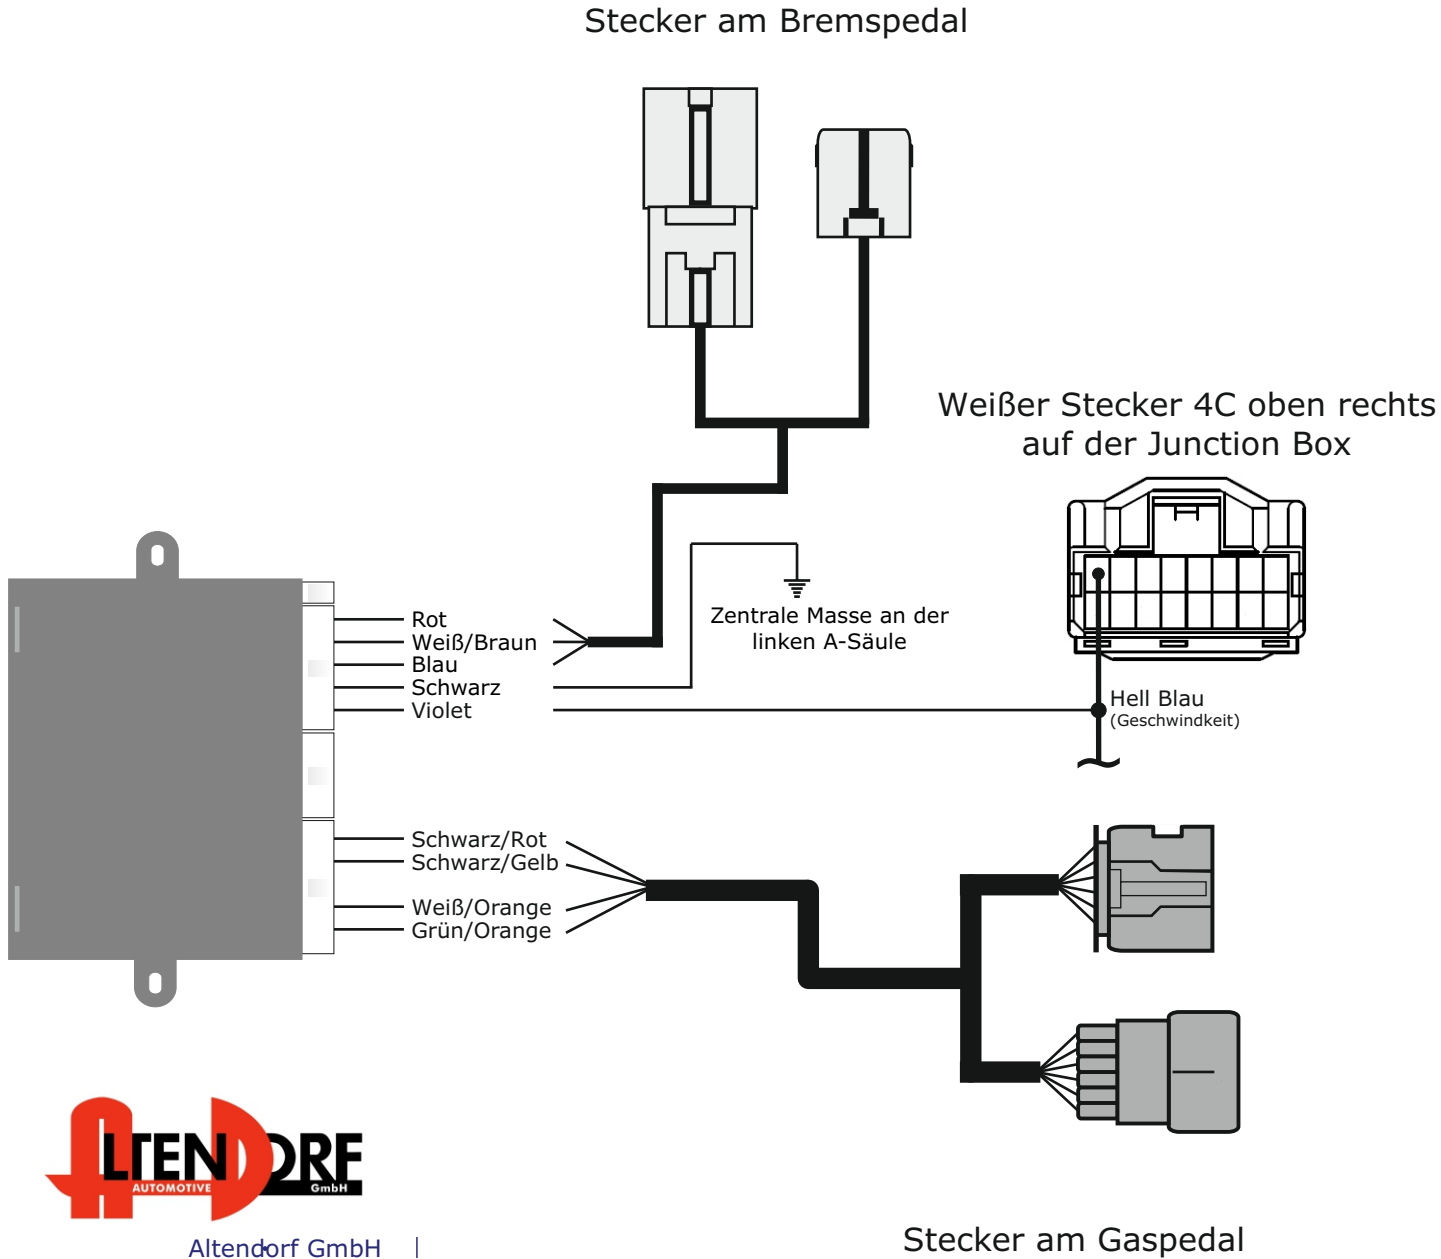 Stecker am Bremspedal
Weißer Stecker 4C oben rechts
auf der Junction Box
Rot
Weiß/Braun
Blau
Schwarz
Violet
Zentrale Masse an der
linken A-Säule
Hell Blau
(Geschwindkeit)
Schwarz/Rot
Schwarz/Gelb
Weiß/Orange
Grün/Orange
ALTENDORF
AUTOMOTIVE GmbH
Altendorf GmbH
Stecker am Gaspedal